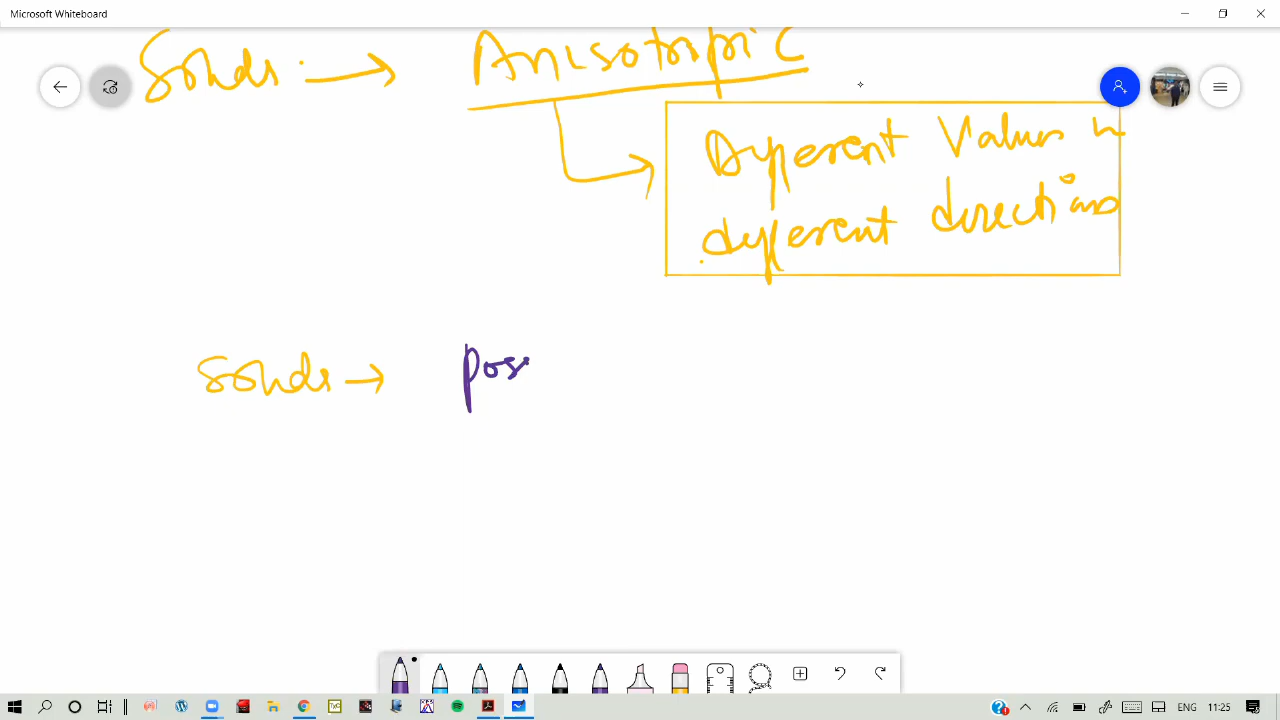 Microsoft Whiteboard
Solids → Anisotropic
Different Values in
different directions
Solids → pos
ENG 11:25